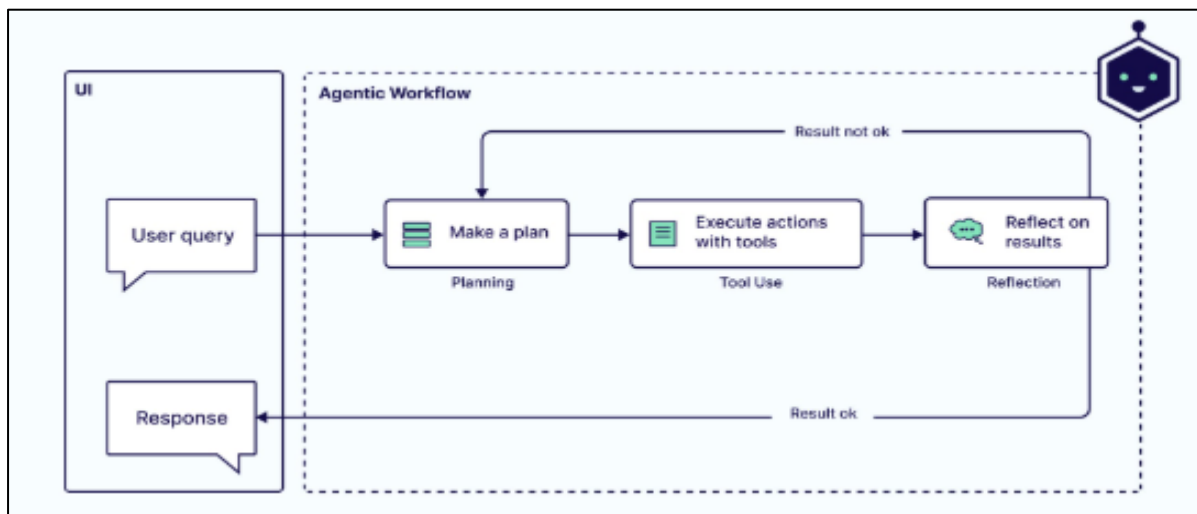 UI
Agentic Workflow
Result not ok
User query
Make a plan
Execute actions
with tools
Reflect on
results
Planning
Tool Use
Reflection
Response
Result ok